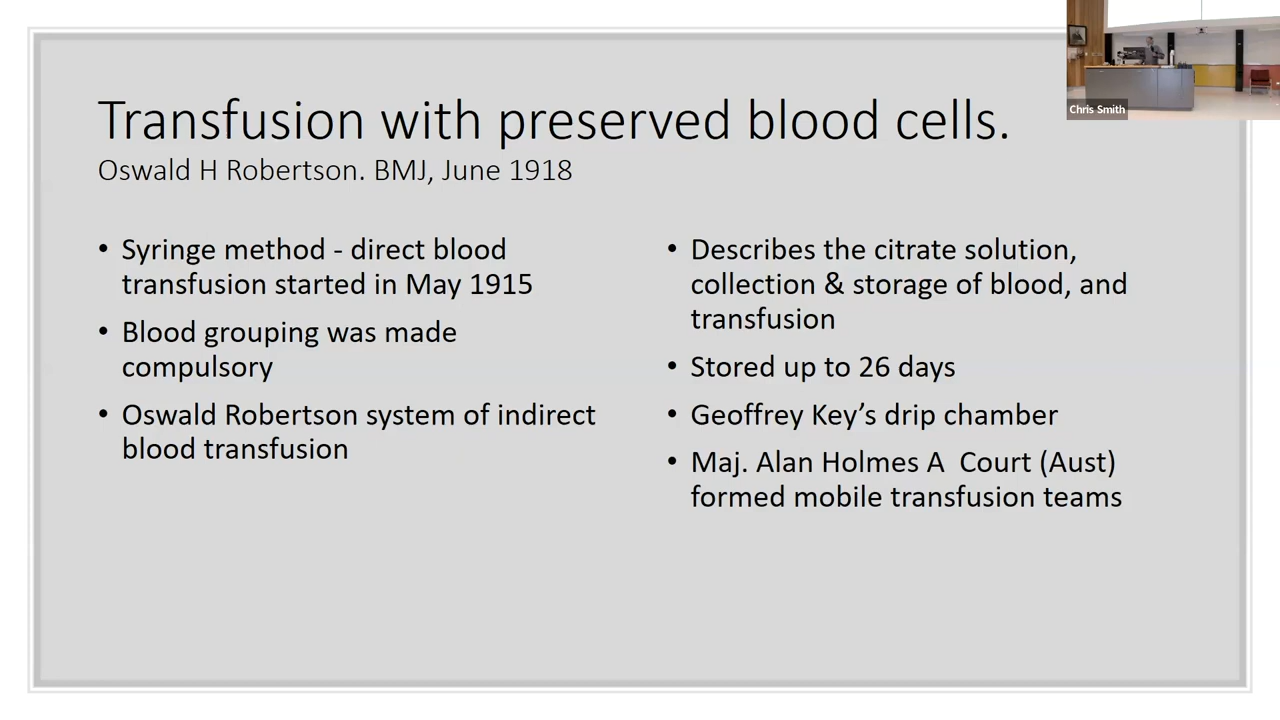 Transfusion with preserved blood cells.
Oswald H Robertson. BMJ, June 1918
• Syringe method - direct blood
transfusion started in May 1915
• Blood grouping was made
compulsory
• Oswald Robertson system of indirect
blood transfusion
• Describes the citrate solution,
collection & storage of blood, and
transfusion
• Stored up to 26 days
• Geoffrey Key’s drip chamber
• Maj. Alan Holmes A  Court (Aust)
formed mobile transfusion teams
Chris Smith